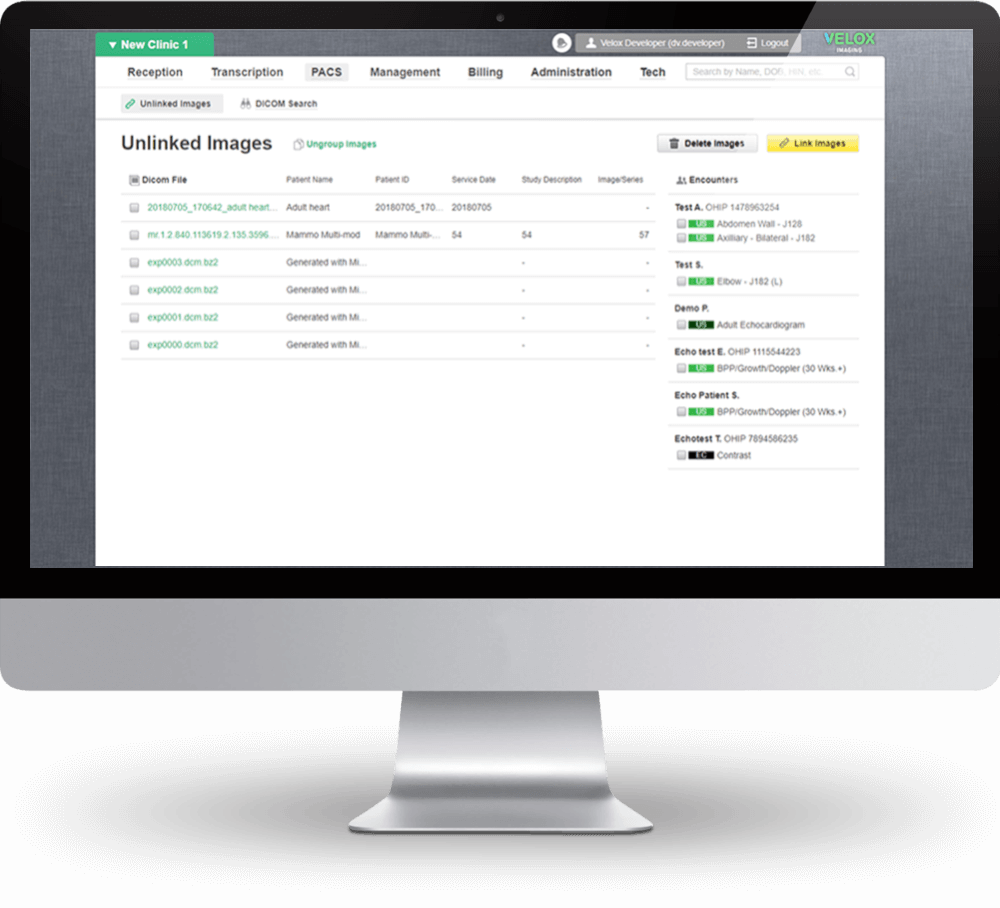 ▼ New Clinic 1
Velox Developer (dv.developer) Logout
VELOX
IMAGING
Reception Transcription PACS Management Billing Administration Tech Search by Name, DOB, HIN, etc.
Unlinked Images DICOM Search
Unlinked Images Ungroup Images Delete Images Link Images
Dicom File Patient Name Patient ID Service Date Study Description Image/Series Encounters
20180705_170642_adult heart... Adult heart 20180705_170... 20180705 -
mr.1.2.840.113619.2.135.3596.... Mammo Multi-mod Mammo Multi-... 54 54 57
exp0003.dcm.bz2 Generated with Mi... - -
exp0002.dcm.bz2 Generated with Mi... - -
exp0001.dcm.bz2 Generated with Mi... - -
exp0000.dcm.bz2 Generated with Mi... - -
Test A. OHIP 1478963254
US Abdomen Wall - J128
US Axilliary - Bilateral - J182
Test S.
US Elbow - J182 (L)
Demo P.
US Adult Echocardiogram
Echo test E. OHIP 1115544223
US BPP/Growth/Doppler (30 Wks.+)
Echo Patient S.
US BPP/Growth/Doppler (30 Wks.+)
Echotest T. OHIP 7894586235
EC Contrast